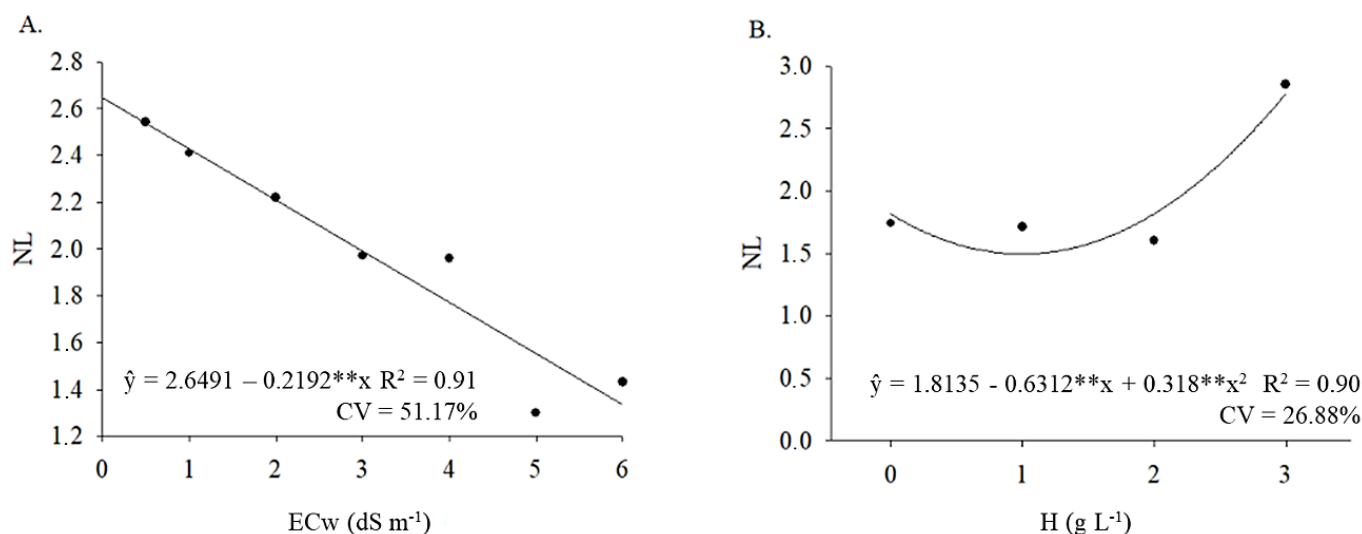 A.
2.8
2.6
2.4
2.2
2.0
1.8
1.6
1.4
1.2
NL
ŷ = 2.6491 – 0.2192**x R² = 0.91
CV = 51.17%
0 1 2 3 4 5 6
ECw (dS m⁻¹)
B.
3.0
2.5
2.0
1.5
1.0
0.5
0.0
NL
ŷ = 1.8135 - 0.6312**x + 0.318**x² R² = 0.90
CV = 26.88%
0 1 2 3
H (g L⁻¹)